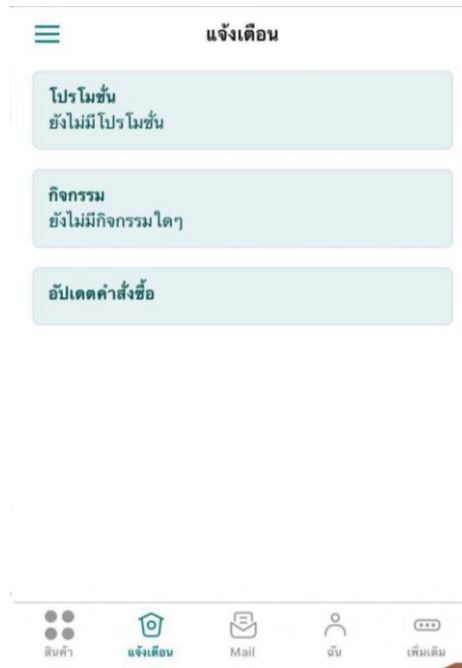 แจ้งเตือน
โปรโมชั่น
ยังไม่มีโปรโมชั่น
กิจกรรม
ยังไม่มีกิจกรรมใดๆ
อัปเดตคำสั่งซื้อ
สินค้า
แจ้งเตือน
Mail
ฉัน
เพิ่มเติม